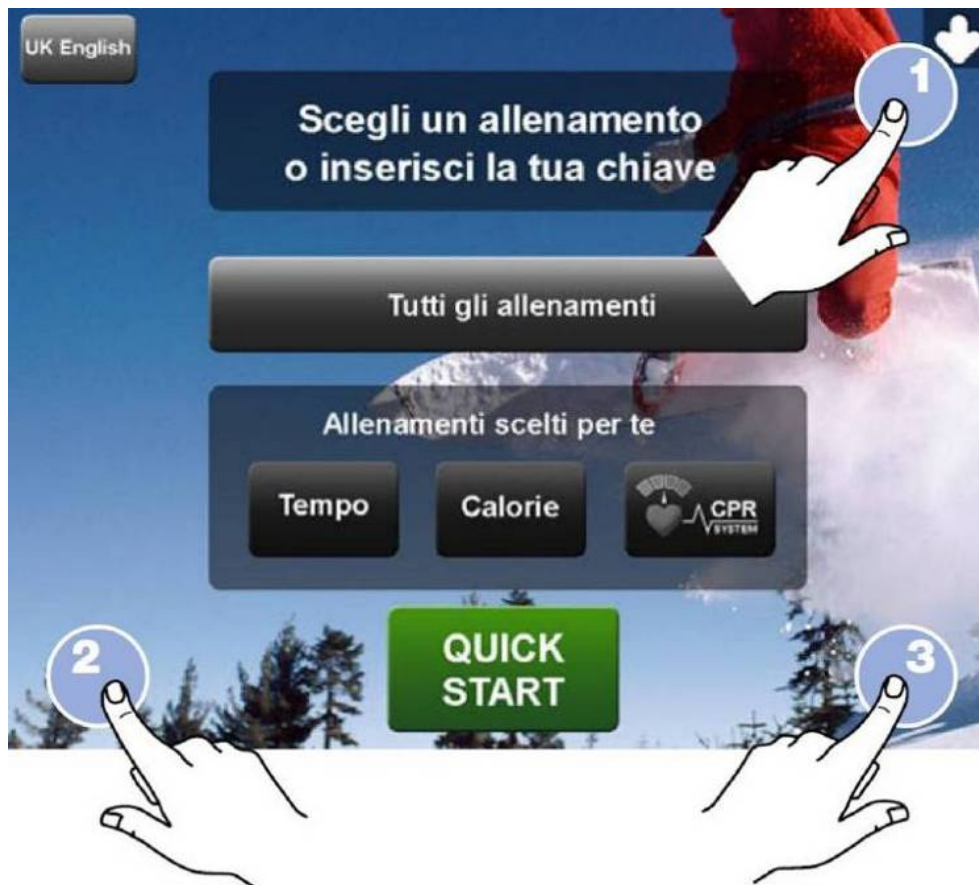 UK English
1
Scegli un allenamento
o inserisci la tua chiave
Tutti gli allenamenti
Allenamenti scelti per te
Tempo
Calorie
CPR
SYSTEM
QUICK
START
2
3